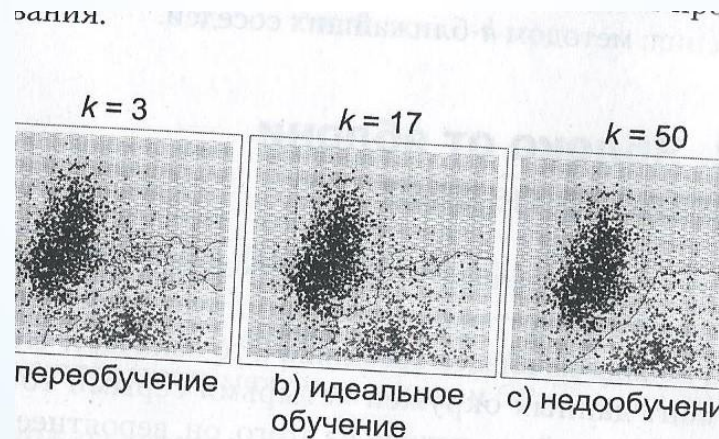 вания.
k = 3
k = 17
k = 50
переобучение
b) идеальное
обучение
c) недообучени